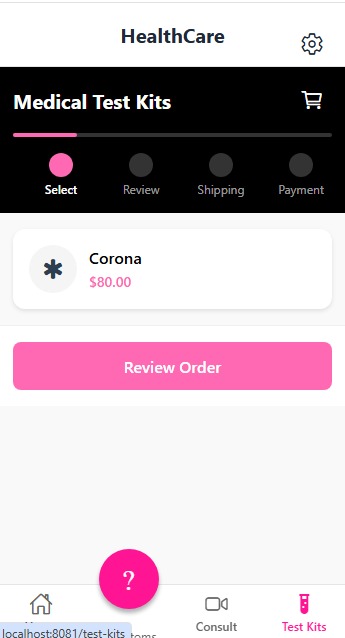 HealthCare
Medical Test Kits
Select Review Shipping Payment
Corona
$80.00
Review Order
?
Consult Test Kits
localhost:8081/test-kits